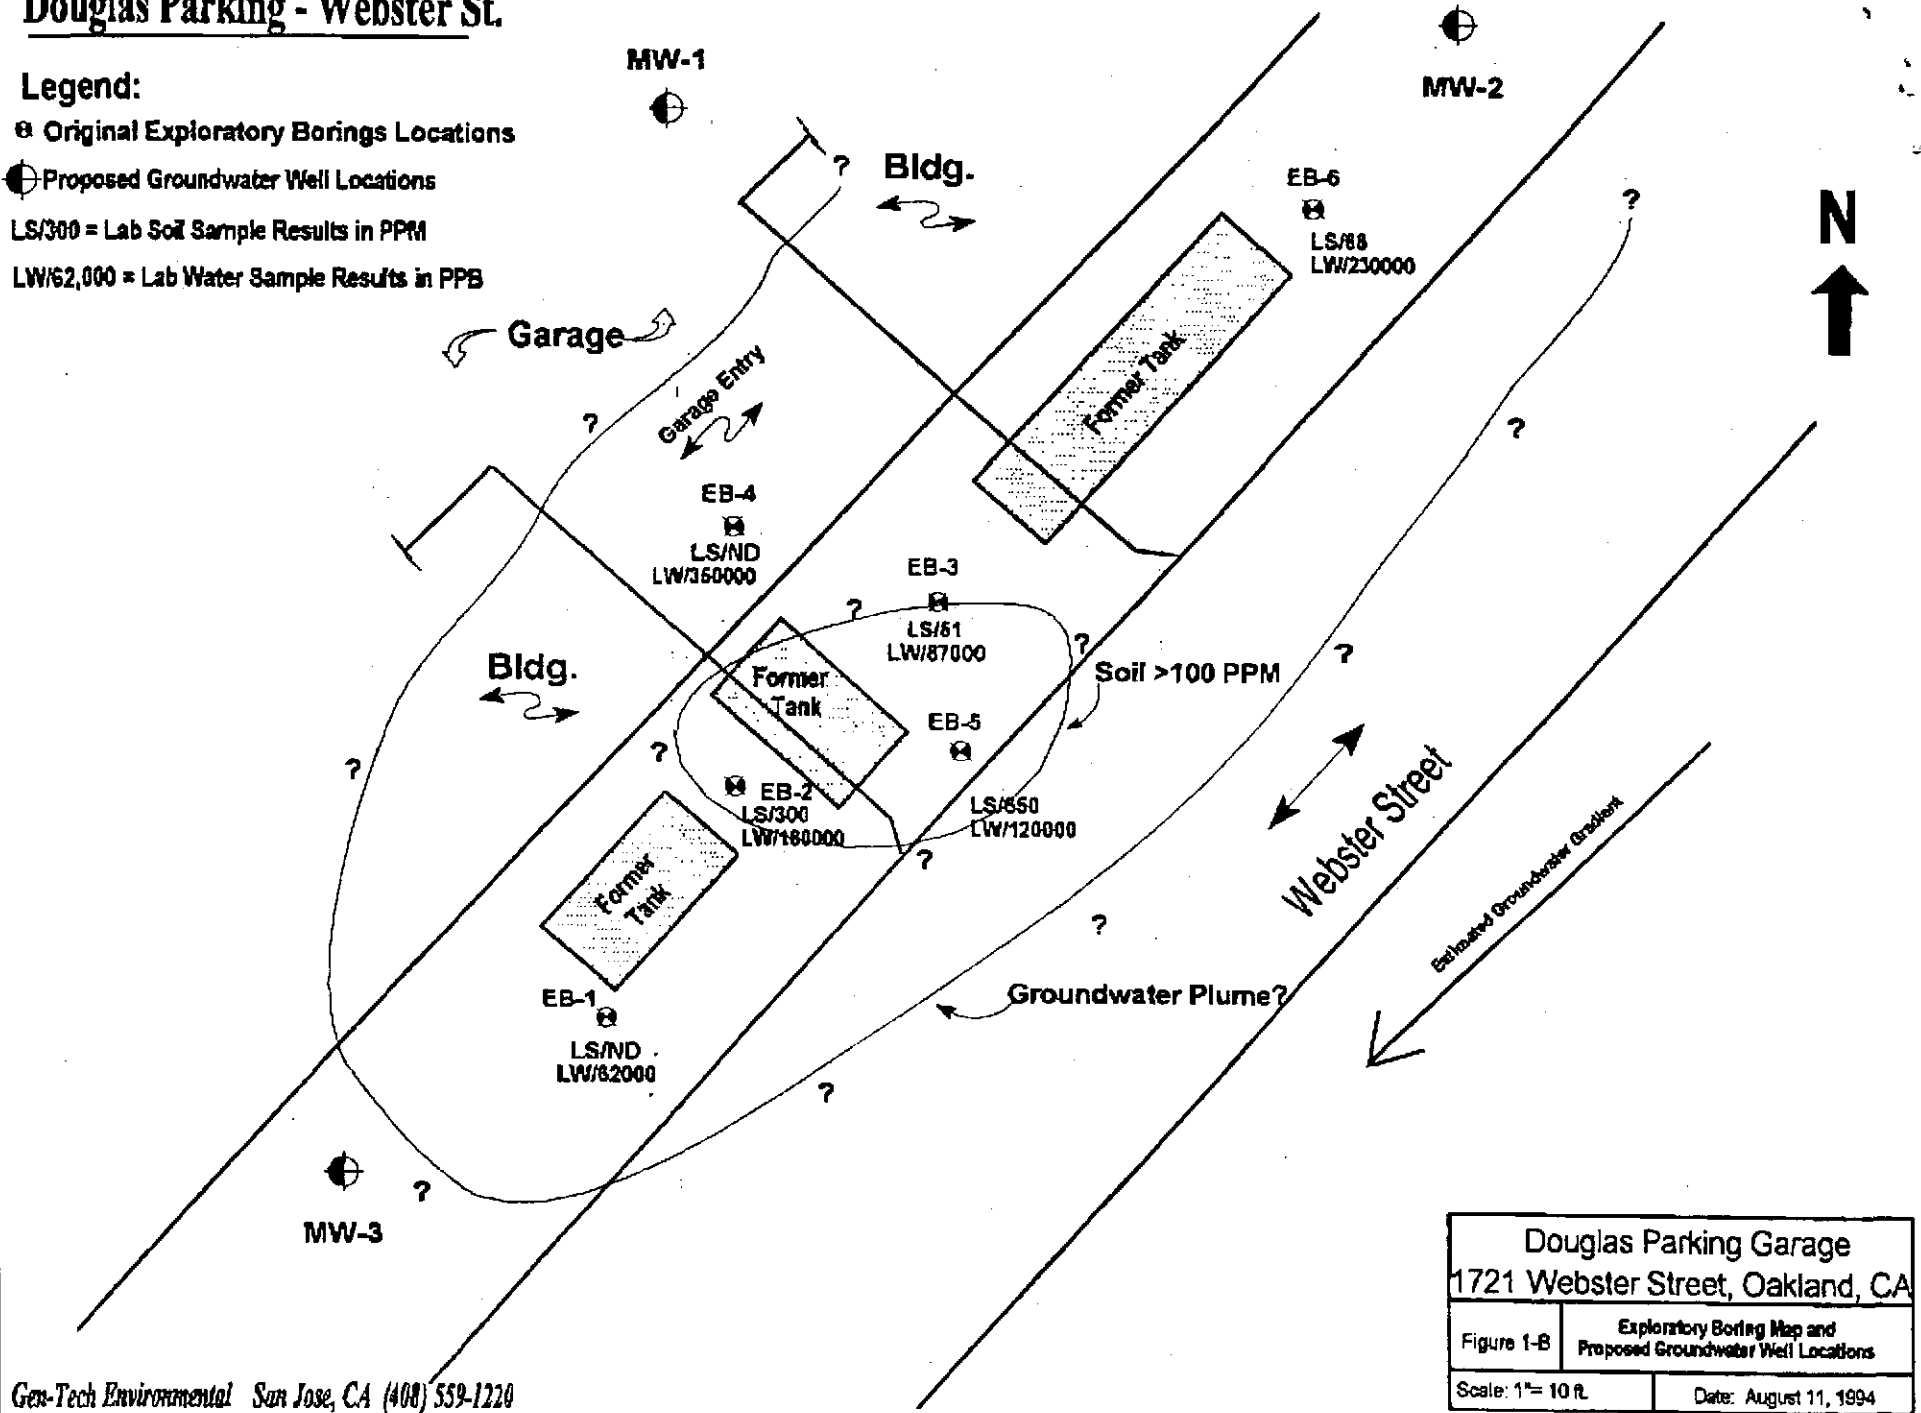 Douglas Parking - Webster St.
Legend:
Original Exploratory Borings Locations
Proposed Groundwater Well Locations
LS/300 = Lab Soil Sample Results in PPM
LW/62,000 = Lab Water Sample Results in PPB
MW-1
MW-2
?
Bldg.
EB-6
LS/68
LW/230000
?
N
Garage
Garage Entry
Former Tank
?
?
EB-4
LS/ND
LW/350000
EB-3
?
LS/51
LW/87000
?
?
Soil >100 PPM
Bldg.
Former
Tank
EB-5
?
?
EB-2
LS/300
LW/160000
LS/650
LW/120000
?
Former
Tank
Webster Street
Estimated Groundwater Gradient
?
EB-1
Groundwater Plume?
LS/ND
LW/62000
?
?
MW-3
Douglas Parking Garage
1721 Webster Street, Oakland, CA
Figure 1-B
Exploratory Boring Map and
Proposed Groundwater Well Locations
Scale: 1"= 10 ft.
Date: August 11, 1994
Gen-Tech Environmental San Jose, CA (408) 559-1220